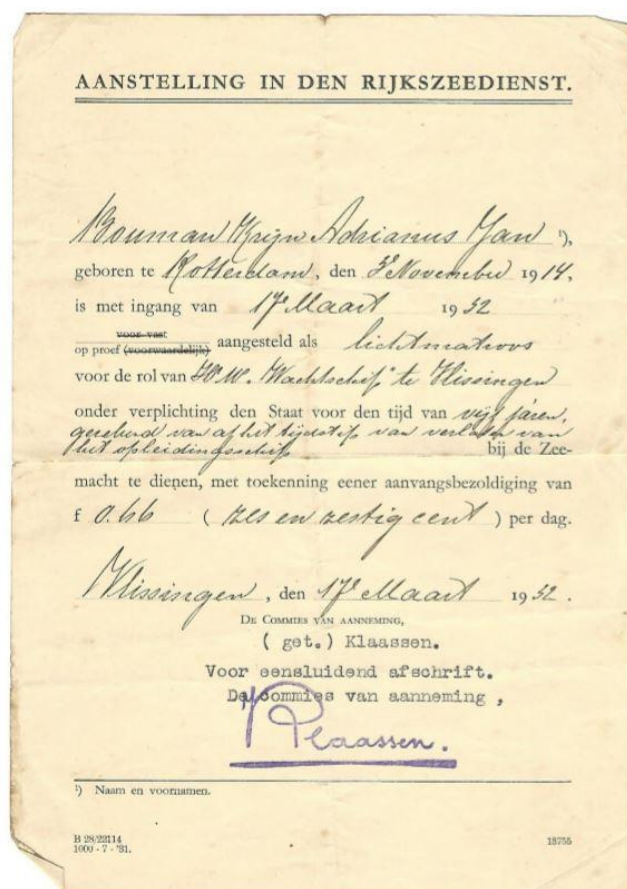 AANSTELLING IN DEN RIJKSZEEDIENST.
Bouman Krijn Adrianus Jan ¹),
geboren te Rotterdam, den 3e November 1914,
is met ingang van 17e Maart 1932
voor vast
op proef (voorwaardelijk) aangesteld als lichtmatroos
voor de rol van Hr. M. "Wachtschip" te Vlissingen
onder verplichting den Staat voor den tijd van vijf jaren,
gerekend van af het tijdstip van verlaten van
het opleidingsschip bij de Zee-
macht te dienen, met toekenning eener aanvangsbezoldiging van
f 0.66 ( zes en zestig cent ) per dag.
Vlissingen, den 17e Maart 1932.
DE COMMIES VAN AANNEMING,
( get.) Klaassen.
Voor eensluidend afschrift.
De commies van aanneming ,
Klaassen.
¹) Naam en voornamen.
B 28/22114
1000 - 7 - '31.
18755